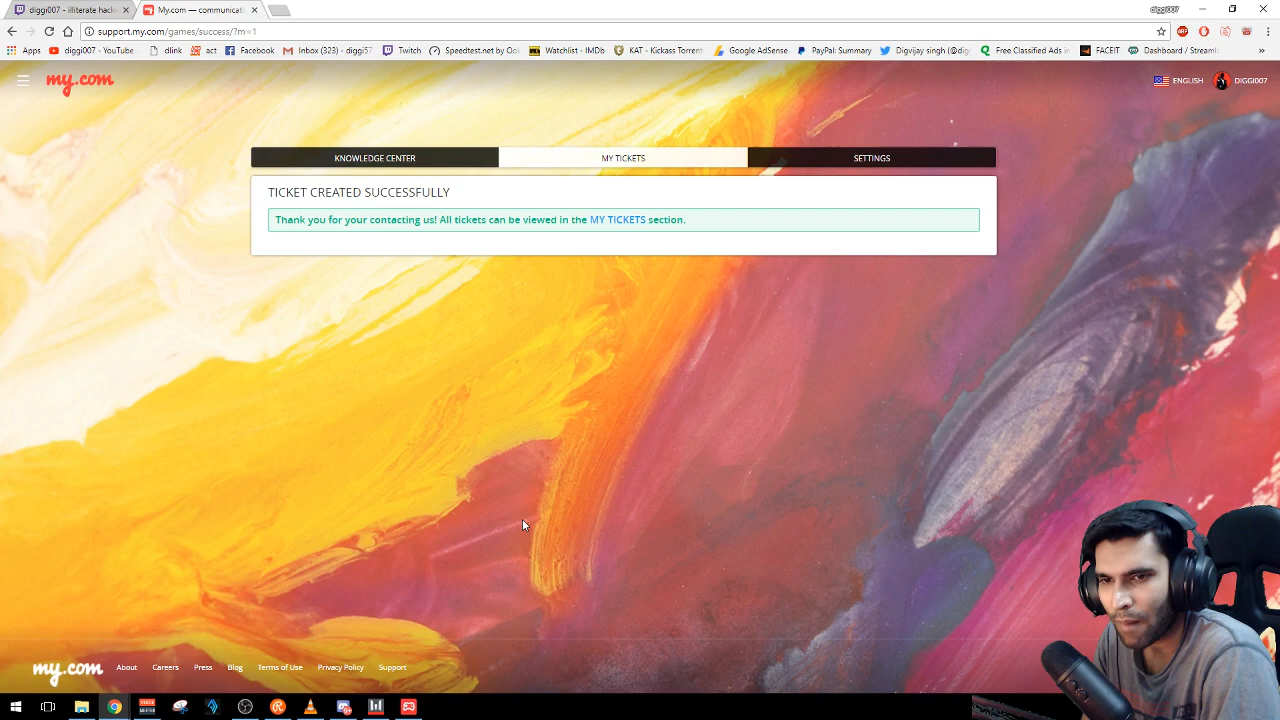 diggi007 - illiterate hack
My.com — communicat
diggi007
support.my.com/games/success/?m=1
Apps
diggi007 - YouTube
dlink
act
Facebook
Inbox (323) - diggi57
Twitch
Speedtest.net by Ook
Watchlist - IMDb
KAT - Kickass Torrent
Google AdSense
PayPal: Summary
Digvijay singh (@dig
Free Classified Ads in
FACEIT
Dashboard / Streaml
my.com
ENGLISH
DIGGI007
KNOWLEDGE CENTER
MY TICKETS
SETTINGS
TICKET CREATED SUCCESSFULLY
Thank you for your contacting us! All tickets can be viewed in the MY TICKETS section.
my.com
About
Careers
Press
Blog
Terms of Use
Privacy Policy
Support